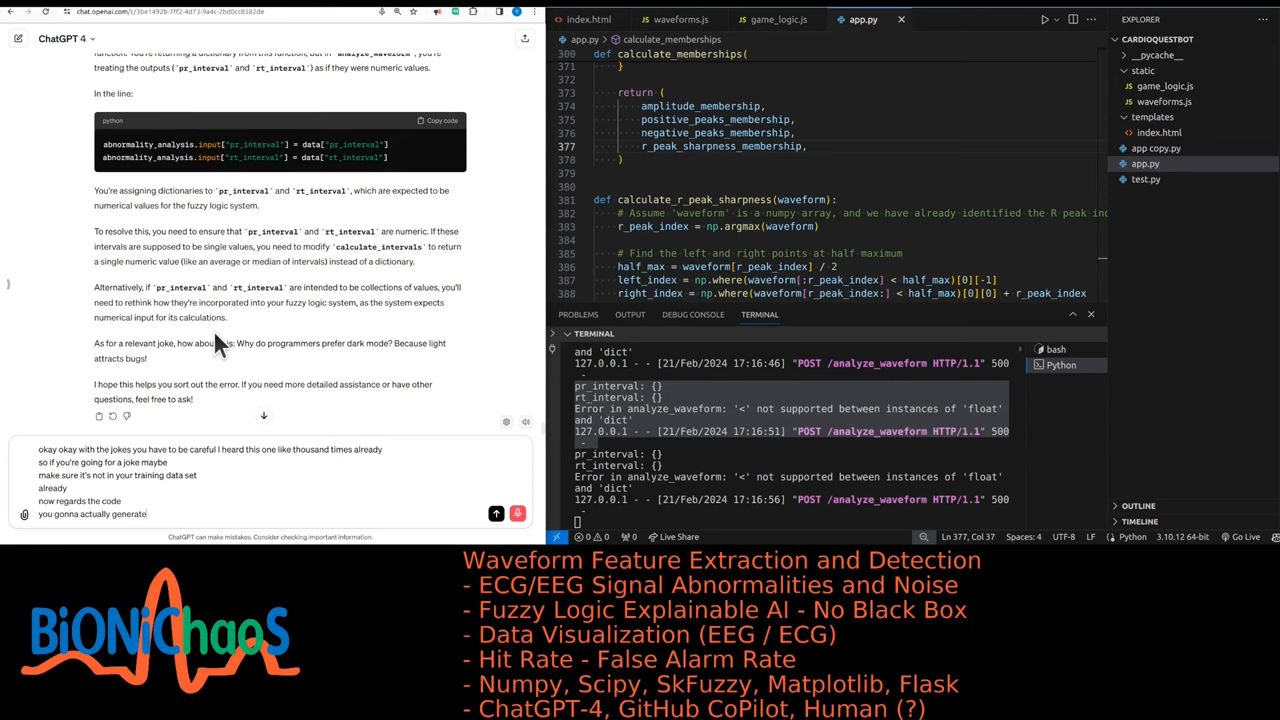 chat.openai.com/c/3be1492b-7ff2-4d73-9a4c-2bd0cc8585de
ChatGPT 4
treating the outputs (`pr_interval` and `rt_interval`) as if they were numeric values.
In the line:
python
Copy code
abnormality_analysis.input["pr_interval"] = data["pr_interval"]
abnormality_analysis.input["rt_interval"] = data["rt_interval"]
You're assigning dictionaries to `pr_interval` and `rt_interval`, which are expected to be
numerical values for the fuzzy logic system.
To resolve this, you need to ensure that `pr_interval` and `rt_interval` are numeric. If these
intervals are supposed to be single values, you need to modify `calculate_intervals` to return
a single numeric value (like an average or median of intervals) instead of a dictionary.
Alternatively, if `pr_interval` and `rt_interval` are intended to be collections of values, you'll
need to rethink how they're incorporated into your fuzzy logic system, as the system expects
numerical input for its calculations.
As for a relevant joke, how about this: Why do programmers prefer dark mode? Because light
attracts bugs!
I hope this helps you sort out the error. If you need more detailed assistance or have other
questions, feel free to ask!
okay okay with the jokes you have to be careful I heard this one like thousand times already
so if you're going for a joke maybe
make sure it's not in your training data set
already
now regards the code
you gonna actually generate
ChatGPT can make mistakes. Consider checking important information.
index.html
waveforms.js
game_logic.js
app.py
app.py > calculate_memberships
300 def calculate_memberships(
371 }
372
373 return (
374 amplitude_membership,
375 positive_peaks_membership,
376 negative_peaks_membership,
377 r_peak_sharpness_membership,
378 )
379
380
381 def calculate_r_peak_sharpness(waveform):
382 # Assume 'waveform' is a numpy array, and we have already identified the R peak ind
383 r_peak_index = np.argmax(waveform)
384
385 # Find the left and right points at half maximum
386 half_max = waveform[r_peak_index] / 2
387 left_index = np.where(waveform[:r_peak_index] < half_max)[0][-1]
388 right_index = np.where(waveform[r_peak_index:] < half_max)[0][0] + r_peak_index
PROBLEMS OUTPUT DEBUG CONSOLE TERMINAL
TERMINAL
and 'dict'
127.0.0.1 - - [21/Feb/2024 17:16:46] "POST /analyze_waveform HTTP/1.1" 500
-
pr_interval: {}
rt_interval: {}
Error in analyze_waveform: '<' not supported between instances of 'float'
and 'dict'
127.0.0.1 - - [21/Feb/2024 17:16:51] "POST /analyze_waveform HTTP/1.1" 500
-
pr_interval: {}
rt_interval: {}
Error in analyze_waveform: '<' not supported between instances of 'float'
and 'dict'
127.0.0.1 - - [21/Feb/2024 17:16:56] "POST /analyze_waveform HTTP/1.1" 500
-
bash
Python
EXPLORER
CARDIOQUESTBOT
__pycache__
static
game_logic.js
waveforms.js
templates
index.html
app copy.py
app.py
test.py
OUTLINE
TIMELINE
0 0 0 Live Share
Ln 377, Col 37 Spaces: 4 UTF-8 LF Python 3.10.12 64-bit Go Live
BiONiChaoS
Waveform Feature Extraction and Detection
- ECG/EEG Signal Abnormalities and Noise
- Fuzzy Logic Explainable AI - No Black Box
- Data Visualization (EEG / ECG)
- Hit Rate - False Alarm Rate
- Numpy, Scipy, SkFuzzy, Matplotlib, Flask
- ChatGPT-4, GitHub CoPilot, Human (?)